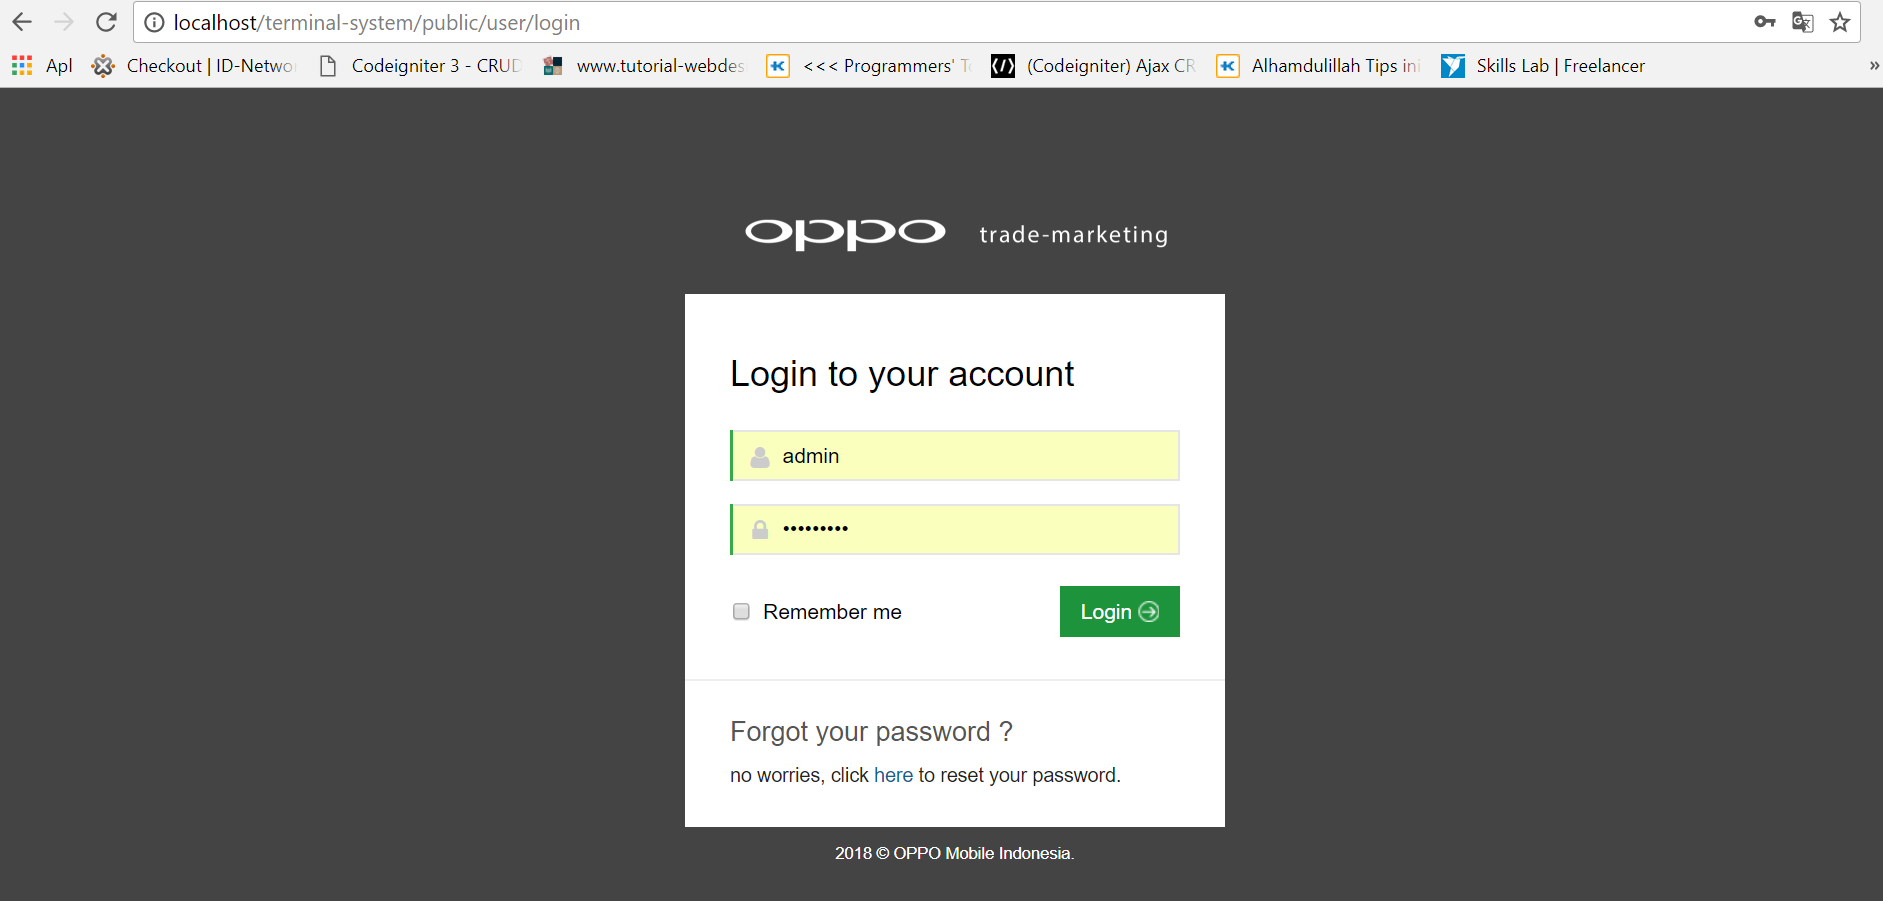 localhost/terminal-system/public/user/login
Apl Checkout | ID-Netwo Codeigniter 3 - CRUD www.tutorial-webdes <<< Programmers' T (Codeigniter) Ajax CR Alhamdulillah Tips ini Skills Lab | Freelancer »
oppo trade-marketing
Login to your account
admin
•••••••••
Remember me Login
Forgot your password ?
no worries, click here to reset your password.
2018 © OPPO Mobile Indonesia.